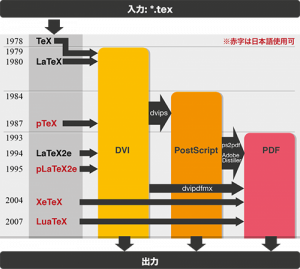 入力: *.tex
※赤字は日本語使用可
1978 TeX
1979
1980 LaTeX
1984
dvips
1987 pTeX
DVI
PostScript
PDF
ps2pdf
Adobe
Distiller
1993
1994 LaTeX2e
1995 pLaTeX2e
dvipdfmx
2004 XeTeX
2007 LuaTeX
出力